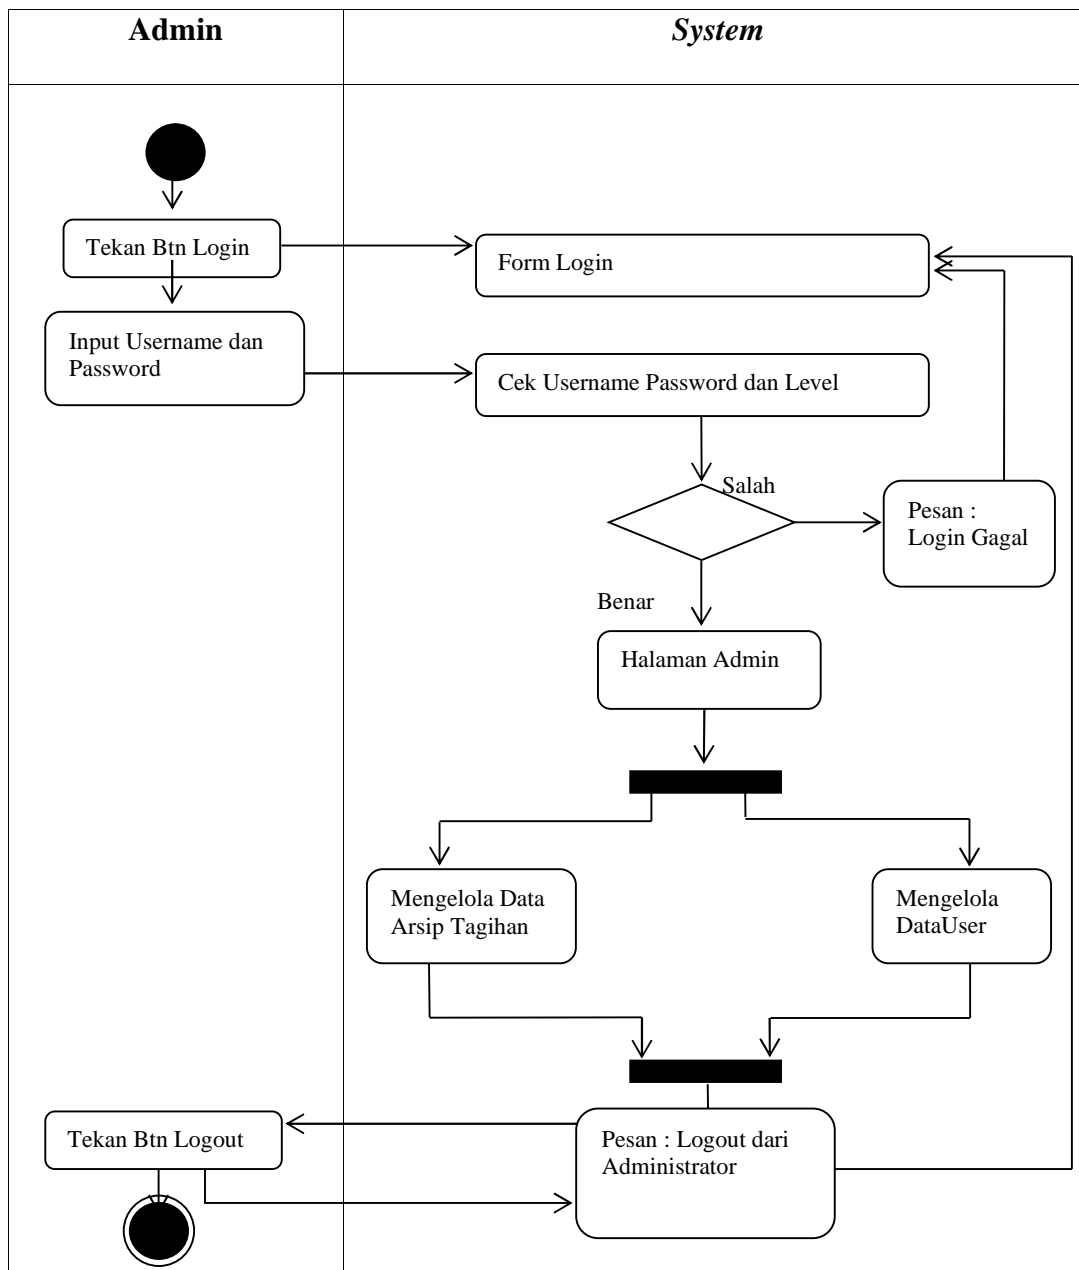 Admin
System
Tekan Btn Login
Form Login
Input Username dan
Password
Cek Username Password dan Level
Salah
Pesan :
Login Gagal
Benar
Halaman Admin
Mengelola Data
Arsip Tagihan
Mengelola
DataUser
Tekan Btn Logout
Pesan : Logout dari
Administrator